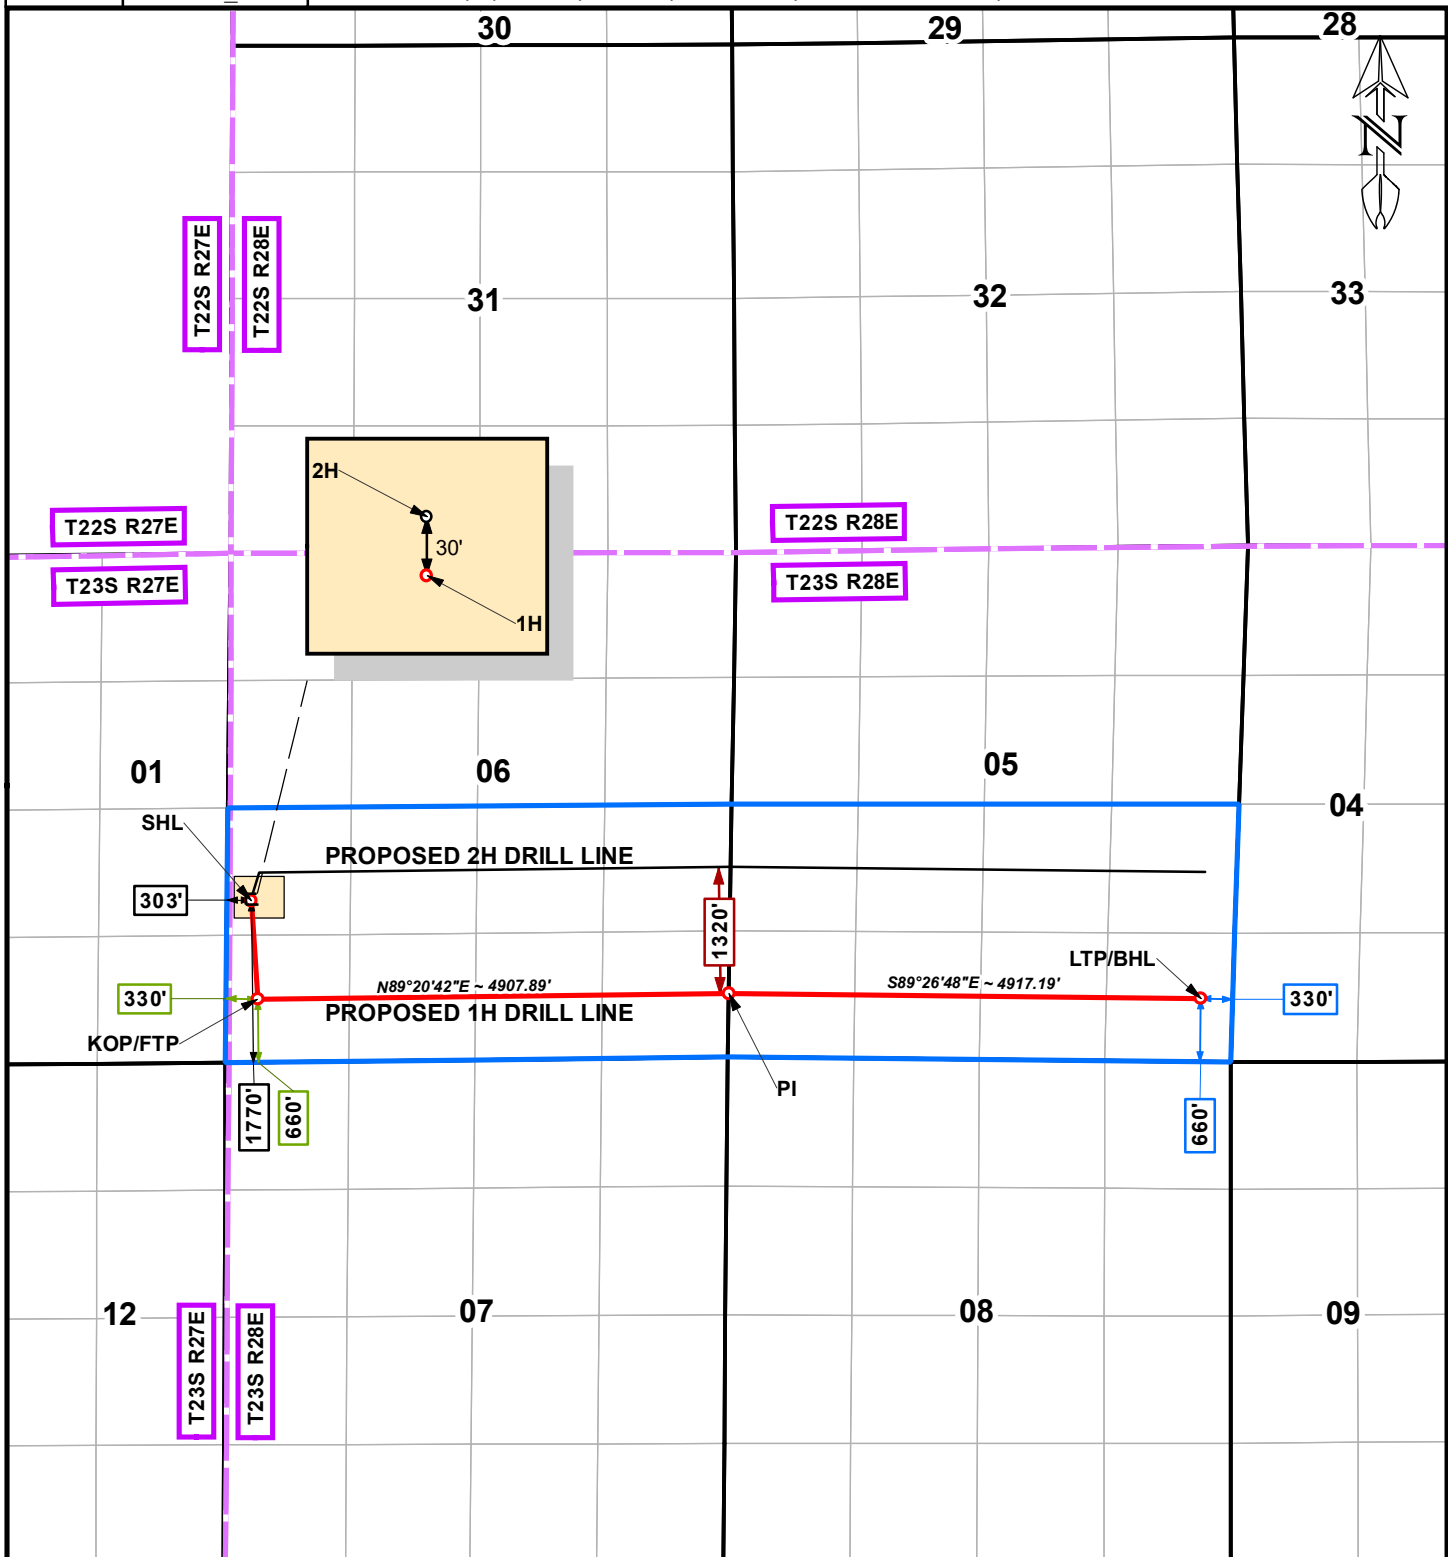 30
29
28
N
T22S R27E
T22S R28E
31
32
33
2H
30'
1H
T22S R27E
T22S R28E
T23S R27E
T23S R28E
01
06
05
04
SHL
PROPOSED 2H DRILL LINE
303'
1320'
LTP/BHL
330'
N89°20'42"E ~ 4907.89'
S89°26'48"E ~ 4917.19'
330'
PROPOSED 1H DRILL LINE
KOP/FTP
PI
1770'
660'
660'
12
07
08
09
T23S R27E
T23S R28E